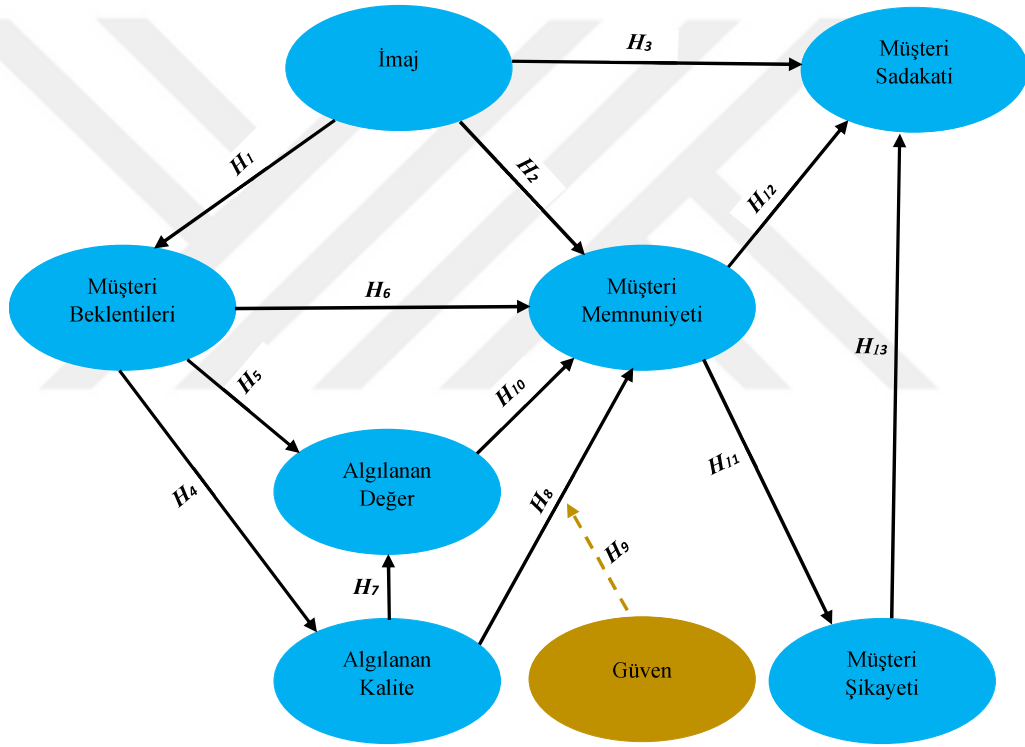 İmaj
H₃
Müşteri
Sadakati
H₁
H₂
H₁₂
Müşteri
Beklentileri
H₆
Müşteri
Memnuniyeti
H₁₃
H₅
H₁₀
H₁₁
Algılanan
Değer
H₄
H₈
H₉
H₇
Algılanan
Kalite
Güven
Müşteri
Şikayeti